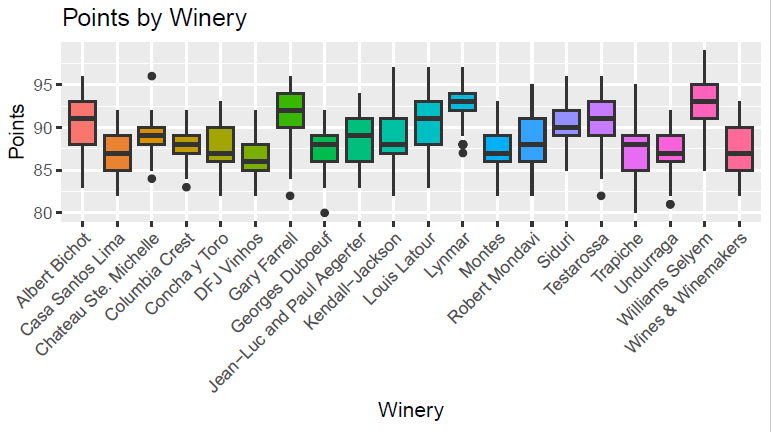 Points by Winery
Points
95
90
85
80
Albert Bichot
Casa Santos Lima
Chateau Ste. Michelle
Columbia Crest
Concha y Toro
DFJ Vinhos
Gary Farrell
Georges Duboeuf
Jean-Luc and Paul Aegerter
Kendall-Jackson
Louis Latour
Lynmar
Montes
Robert Mondavi
Siduri
Testarossa
Trapiche
Undurraga
Williams Selyem
Wines & Winemakers
Winery